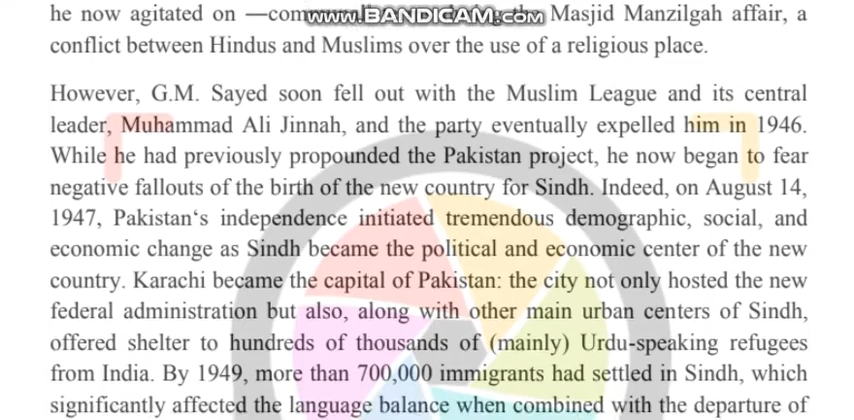 he now agitated on —com the Masjid Manzilgah affair, a
www.BANDICAM.com
conflict between Hindus and Muslims over the use of a religious place.
However, G.M. Sayed soon fell out with the Muslim League and its central
leader, Muhammad Ali Jinnah, and the party eventually expelled him in 1946.
While he had previously propounded the Pakistan project, he now began to fear
negative fallouts of the birth of the new country for Sindh. Indeed, on August 14,
1947, Pakistan‘s independence initiated tremendous demographic, social, and
economic change as Sindh became the political and economic center of the new
country. Karachi became the capital of Pakistan: the city not only hosted the new
federal administration but also, along with other main urban centers of Sindh,
offered shelter to hundreds of thousands of (mainly) Urdu-speaking refugees
from India. By 1949, more than 700,000 immigrants had settled in Sindh, which
significantly affected the language balance when combined with the departure of